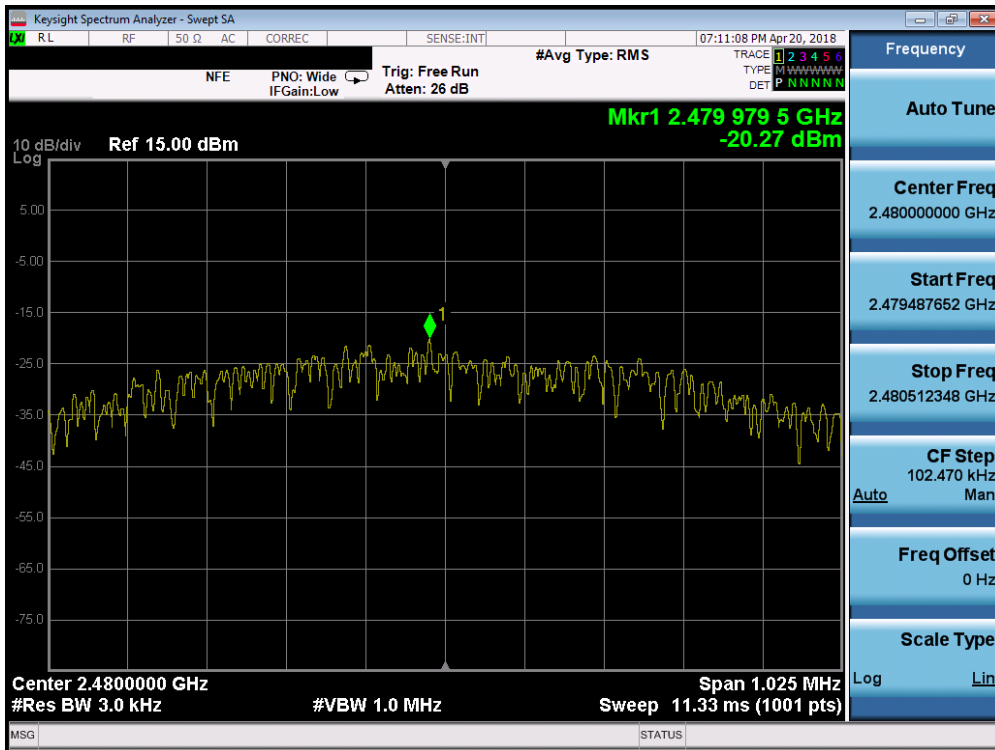 Keysight Spectrum Analyzer - Swept SA
LXI RL RF 50 Ω AC CORREC SENSE:INT 07:11:08 PM Apr 20, 2018
NFE PNO: Wide Trig: Free Run #Avg Type: RMS TRACE 1 2 3 4 5 6
IFGain:Low Atten: 26 dB TYPE M WWWWW
DET P N N N N N
Mkr1 2.479 979 5 GHz
-20.27 dBm
10 dB/div Ref 15.00 dBm
Log
5.00
-5.00
-15.0
1
-25.0
-35.0
-45.0
-55.0
-65.0
-75.0
Center 2.4800000 GHz Span 1.025 MHz
#Res BW 3.0 kHz #VBW 1.0 MHz Sweep 11.33 ms (1001 pts)
MSG STATUS
Frequency
Auto Tune
Center Freq
2.480000000 GHz
Start Freq
2.479487652 GHz
Stop Freq
2.480512348 GHz
CF Step
102.470 kHz
Auto Man
Freq Offset
0 Hz
Scale Type
Log Lin